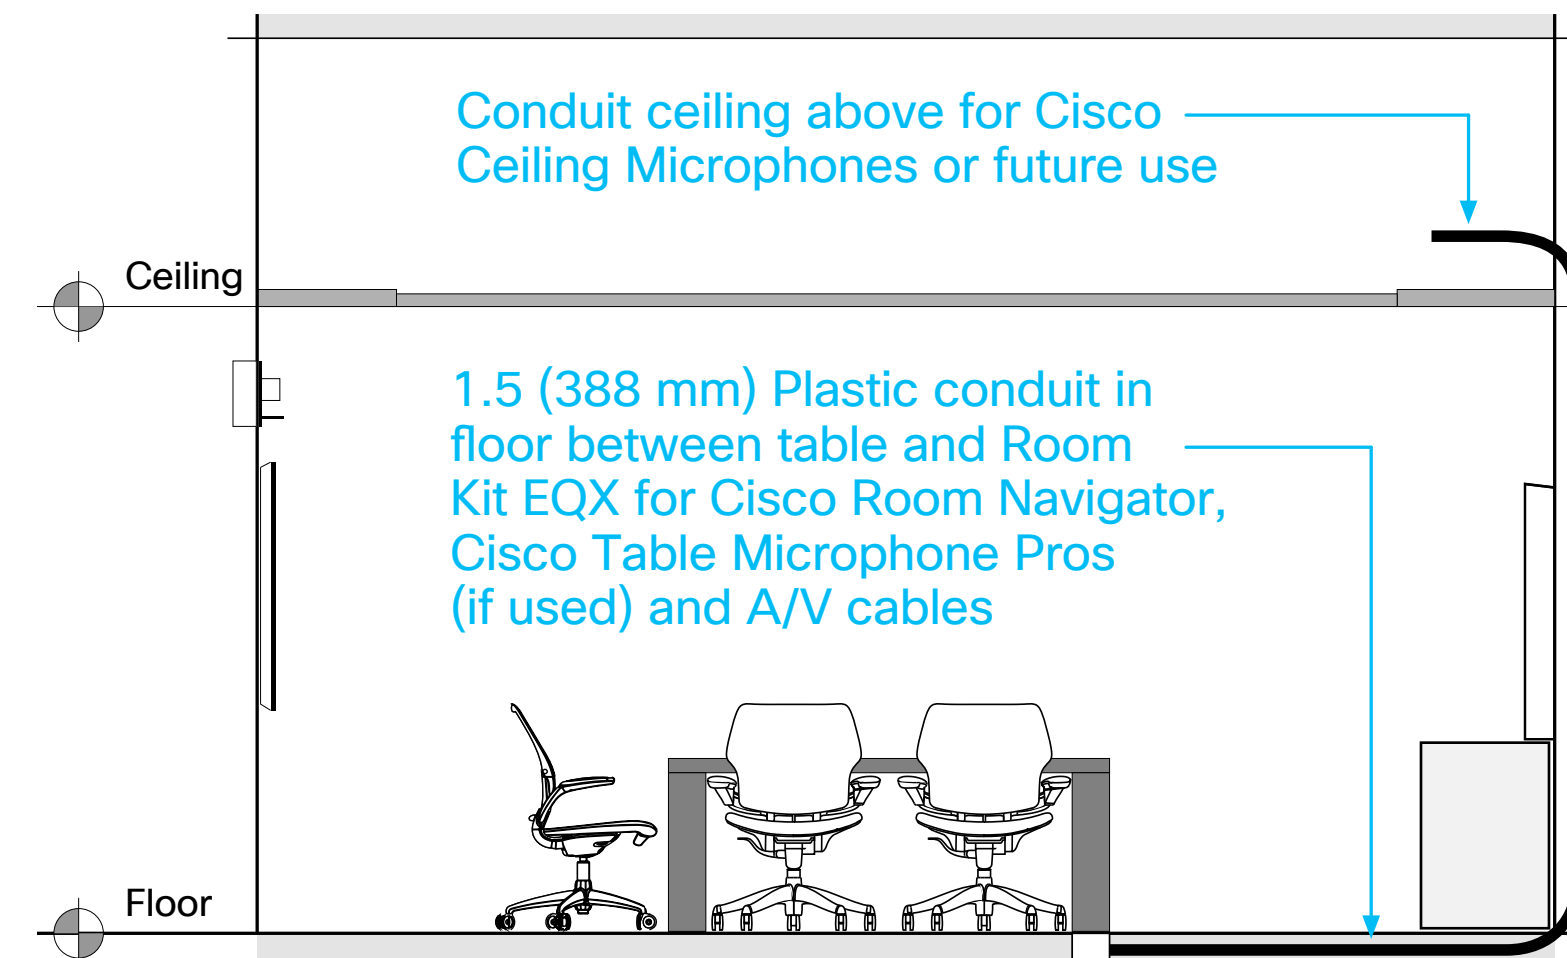 Conduit ceiling above for Cisco
Ceiling Microphones or future use
Ceiling
1.5 (388 mm) Plastic conduit in
floor between table and Room
Kit EQX for Cisco Room Navigator,
Cisco Table Microphone Pros
(if used) and A/V cables
Floor